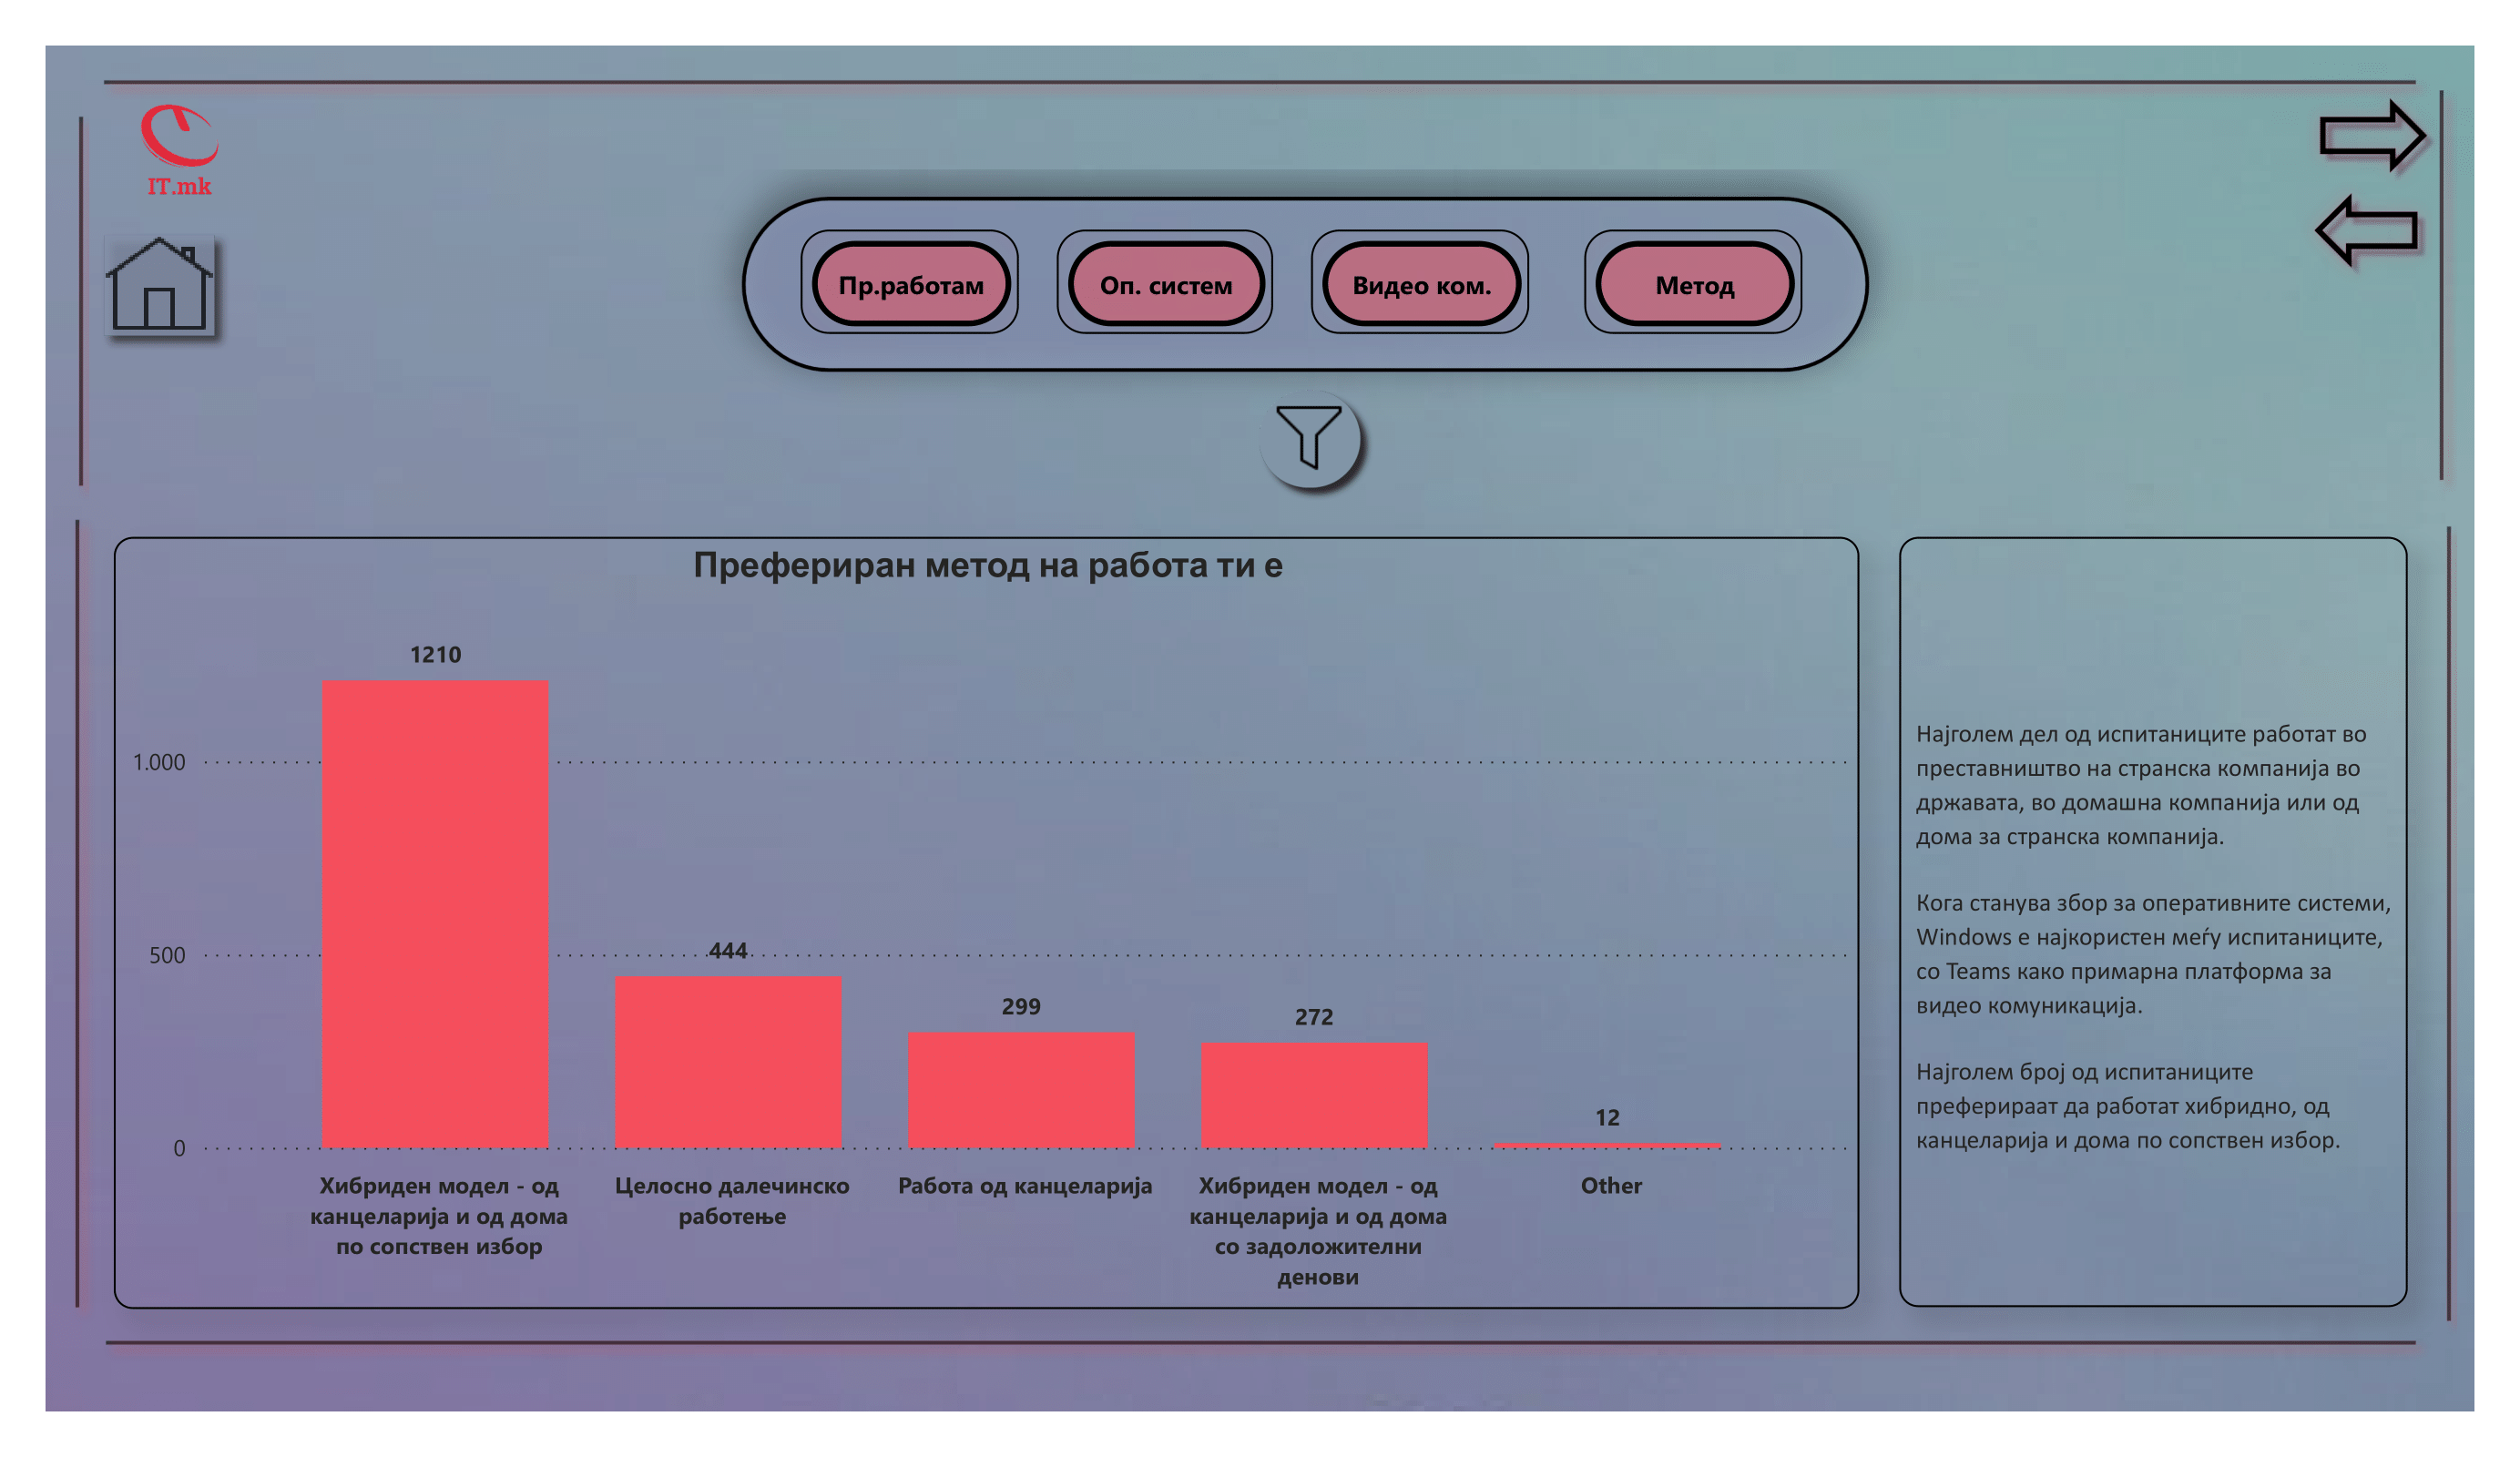 IT.mk
Пр.работам
Оп. систем
Видео ком.
Метод
Префериран метод на работа ти е
1210
1.000
500
444
299
272
12
0
Хибриден модел - од
канцеларија и од дома
по сопствен избор
Целосно далечинско
работење
Работа од канцеларија
Хибриден модел - од
канцеларија и од дома
со задоложителни
денови
Other
Најголем дел од испитаниците работат во
преставништво на странска компанија во
државата, во домашна компанија или од
дома за странска компанија.
Кога станува збор за оперативните системи,
Windows е најкористен меѓу испитаниците,
со Teams како примарна платформа за
видео комуникација.
Најголем број од испитаниците
преферираат да работат хибридно, од
канцеларија и дома по сопствен избор.